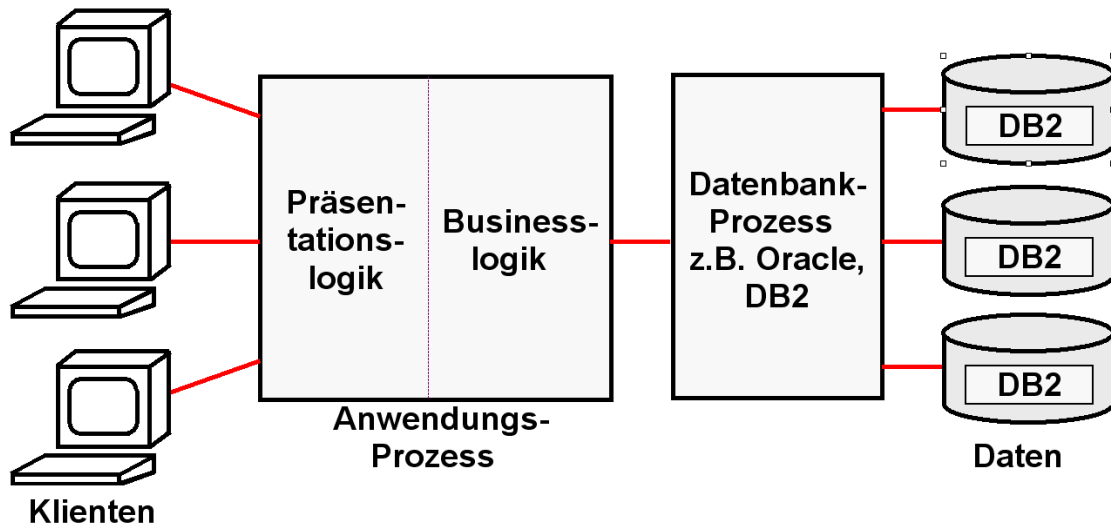 Präsen-
tations-
logik
Business-
logik
Anwendungs-
Prozess
Datenbank-
Prozess
z.B. Oracle,
DB2
DB2
DB2
DB2
Daten
Klienten